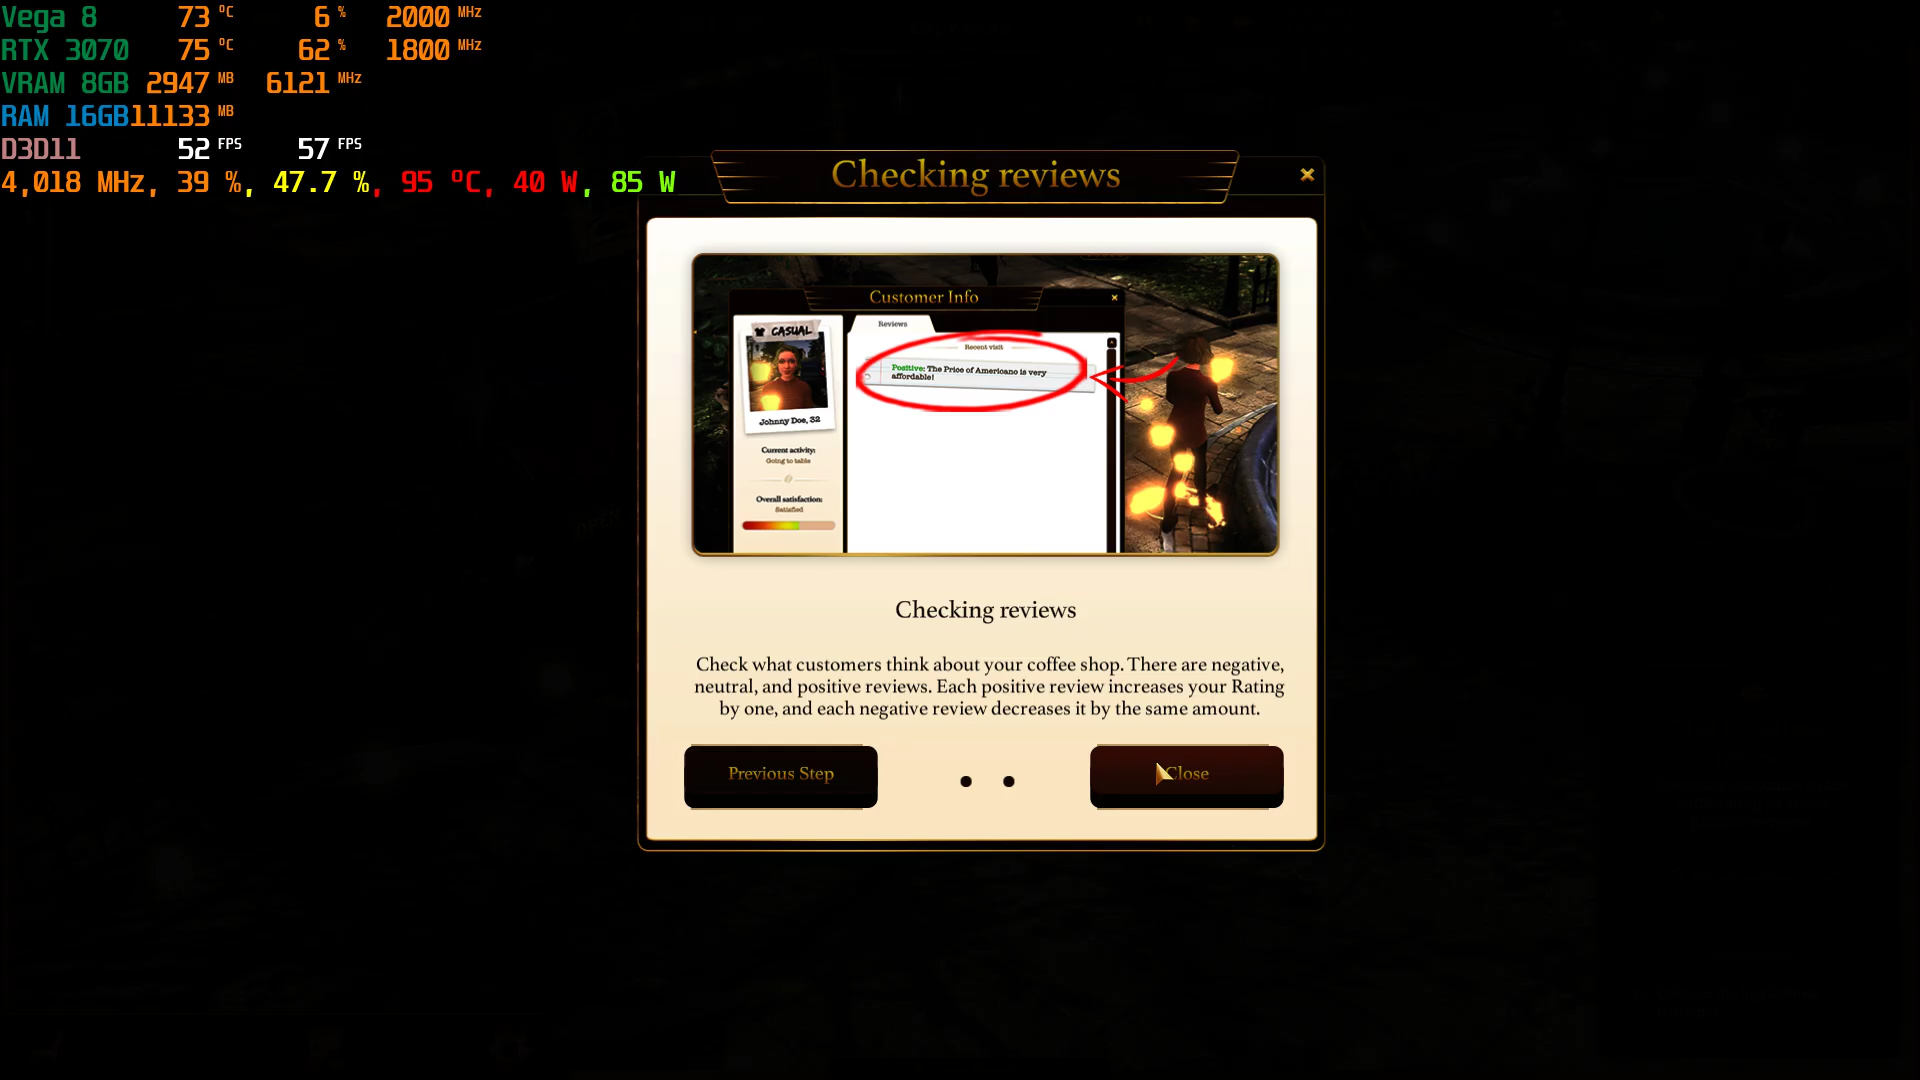 Vega 8 73 °C 6 % 2000 MHz
RTX 3070 75 °C 62 % 1800 MHz
VRAM 8GB 2947 MB 6121 MHz
RAM 16GB 11133 MB
D3D11 52 FPS 57 FPS
4,018 MHz, 39 %, 47.7 %, 95 °C, 40 W, 85 W
Checking reviews
Customer Info
CASUAL
Johnny Doe, 32
Current activity:
Going to table
Overall satisfaction:
Satisfied
Reviews
Recent visit
Positive: The Price of Americano is very
affordable!
Checking reviews
Check what customers think about your coffee shop. There are negative,
neutral, and positive reviews. Each positive review increases your Rating
by one, and each negative review decreases it by the same amount.
Previous Step
Close